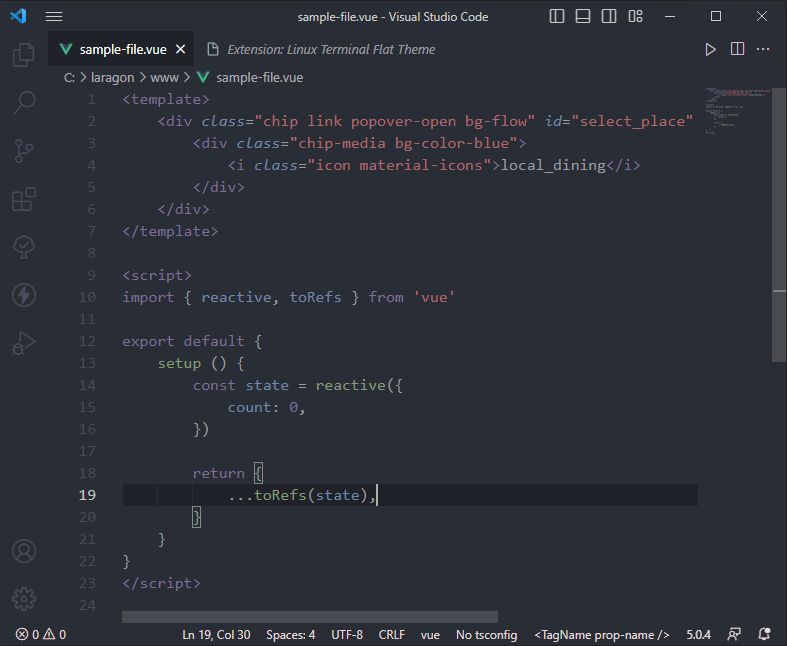 sample-file.vue - Visual Studio Code
sample-file.vue
Extension: Linux Terminal Flat Theme
C: > laragon > www > sample-file.vue
1 <template>
2 <div class="chip link popover-open bg-flow" id="select_place"
3 <div class="chip-media bg-color-blue">
4 <i class="icon material-icons">local_dining</i>
5 </div>
6 </div>
7 </template>
8
9 <script>
10 import { reactive, toRefs } from 'vue'
11
12 export default {
13 setup () {
14 const state = reactive({
15 count: 0,
16 })
17
18 return {
19 ...toRefs(state),
20 }
21 }
22 }
23 </script>
24
0 0 Ln 19, Col 30 Spaces: 4 UTF-8 CRLF vue No tsconfig <TagName prop-name /> 5.0.4